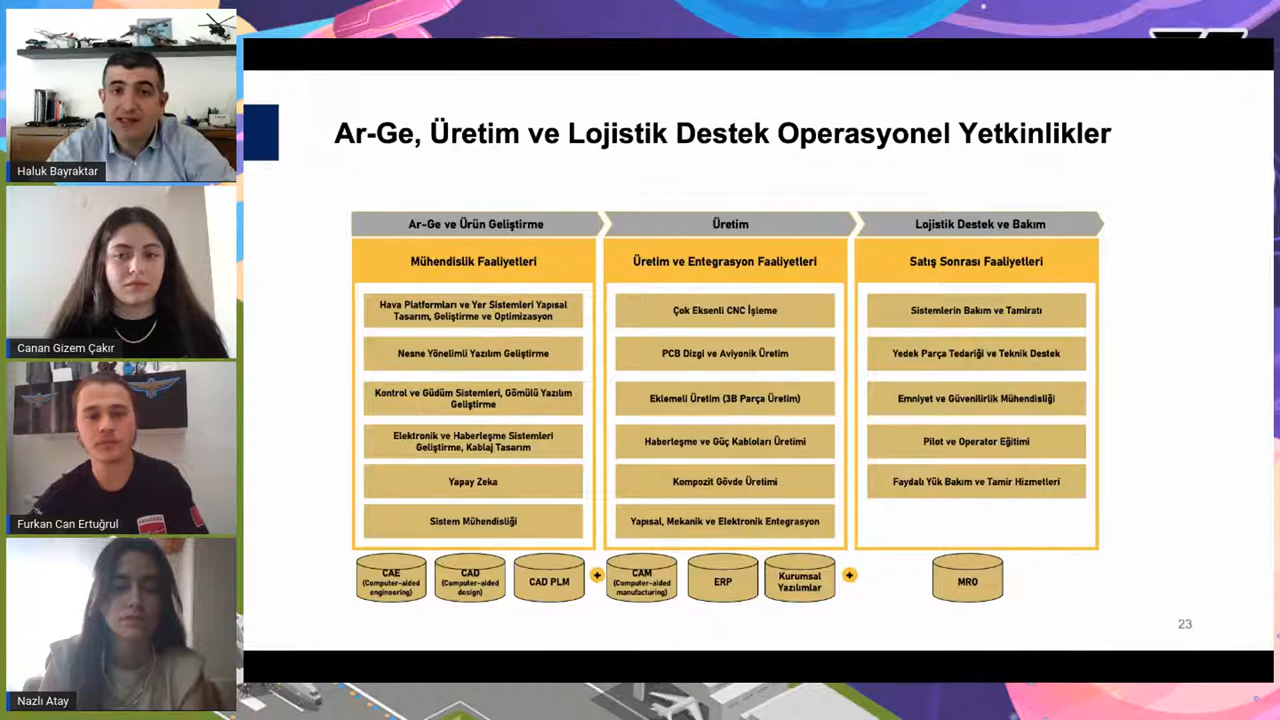 Haluk Bayraktar
Canan Gizem Çakır
Furkan Can Ertuğrul
Nazlı Atay
Ar-Ge, Üretim ve Lojistik Destek Operasyonel Yetkinlikler
Ar-Ge ve Ürün Geliştirme
Mühendislik Faaliyetleri
Hava Platformları ve Yer Sistemleri Yapısal
Tasarım, Geliştirme ve Optimizasyon
Nesne Yönelimli Yazılım Geliştirme
Kontrol ve Güdüm Sistemleri, Gömülü Yazılım
Geliştirme
Elektronik ve Haberleşme Sistemleri
Geliştirme, Kablaj Tasarım
Yapay Zeka
Sistem Mühendisliği
Üretim
Üretim ve Entegrasyon Faaliyetleri
Çok Eksenli CNC İşleme
PCB Dizgi ve Aviyonik Üretim
Eklemeli Üretim (3B Parça Üretim)
Haberleşme ve Güç Kabloları Üretimi
Kompozit Gövde Üretimi
Yapısal, Mekanik ve Elektronik Entegrasyon
Lojistik Destek ve Bakım
Satış Sonrası Faaliyetleri
Sistemlerin Bakım ve Tamiratı
Yedek Parça Tedariği ve Teknik Destek
Emniyet ve Güvenilirlik Mühendisliği
Pilot ve Operator Eğitimi
Faydalı Yük Bakım ve Tamir Hizmetleri
CAE
(Computer-aided
engineering)
CAD
(Computer-aided
design)
CAD PLM
+
CAM
(Computer-aided
manufacturing)
ERP
Kurumsal
Yazılımlar
+
MRO
23